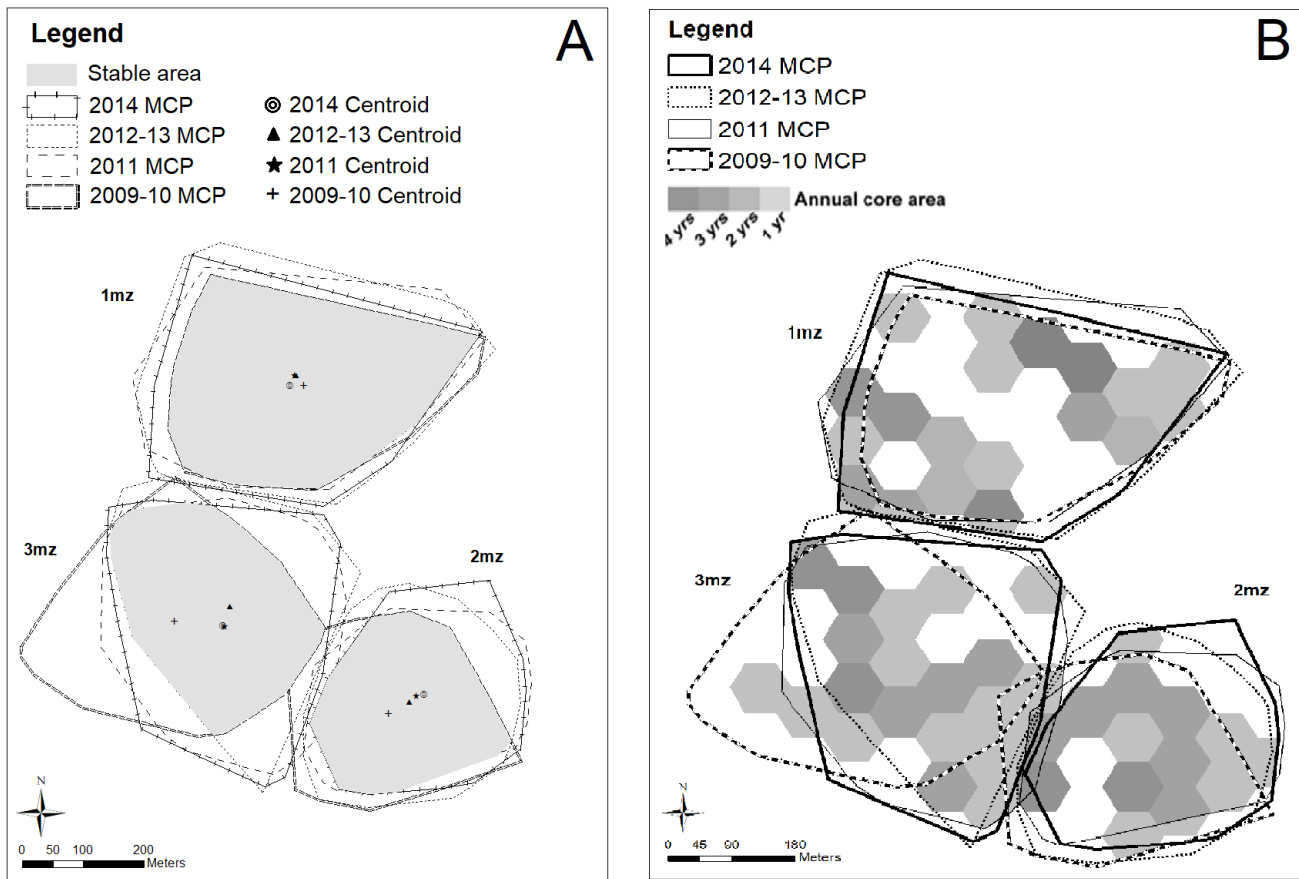 Legend
A
Stable area
2014 MCP
2014 Centroid
2012-13 MCP
2012-13 Centroid
2011 MCP
2011 Centroid
2009-10 MCP
2009-10 Centroid
1mz
3mz
2mz
N
0 50 100 200
Meters
Legend
B
2014 MCP
2012-13 MCP
2011 MCP
2009-10 MCP
Annual core area
4 yrs 3 yrs 2 yrs 1 yr
1mz
3mz
2mz
N
0 45 90 180
Meters